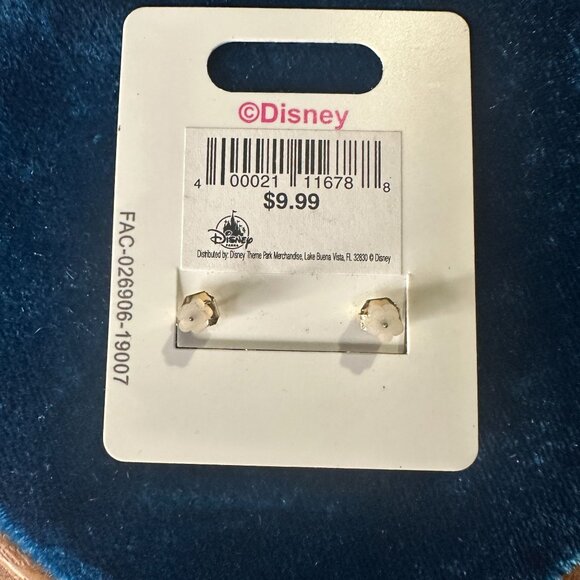 ©Disney
4 00021 11678 8
$9.99
Disney
PARKS
Distributed by: Disney Theme Park Merchandise, Lake Buena Vista, FL 32830 © Disney
FAC-026906-19007